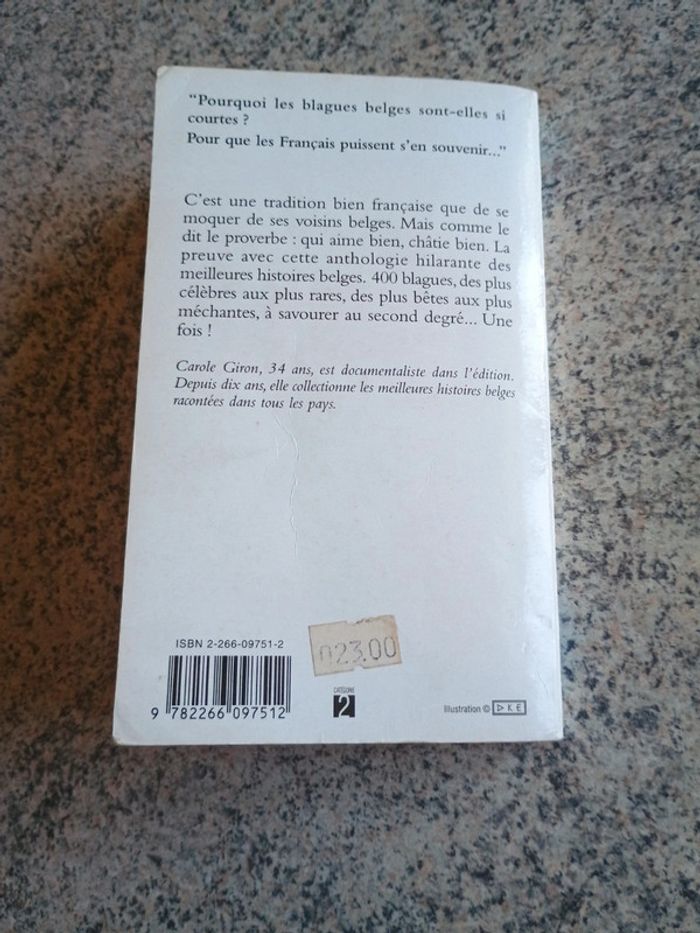 “Pourquoi les blagues belges sont-elles si
courtes ?
Pour que les Français puissent s'en souvenir...”
C'est une tradition bien française que de se
moquer de ses voisins belges. Mais comme le
dit le proverbe : qui aime bien, châtie bien. La
preuve avec cette anthologie hilarante des
meilleures histoires belges. 400 blagues, des plus
célèbres aux plus rares, des plus bêtes aux plus
méchantes, à savourer au second degré... Une
fois !
Carole Giron, 34 ans, est documentaliste dans l'édition.
Depuis dix ans, elle collectionne les meilleures histoires belges
racontées dans tous les pays.
ISBN 2-266-09751-2
023.00
9 782266 097512
CATÉGORIE
2
Illustration © DKE